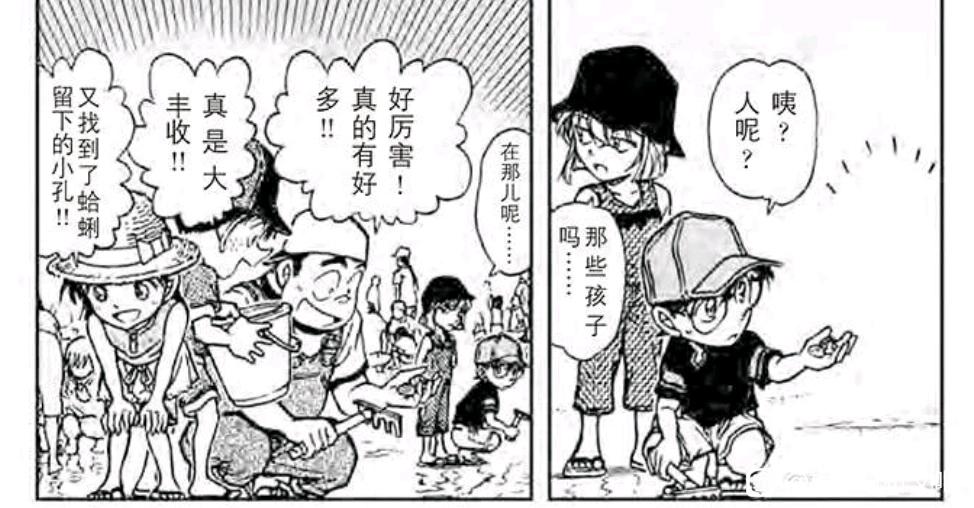 咦？
人呢？
那些孩子
吗……
在那儿呢……
好厉害！
真的有好
多!!
真是大
丰收!!
又找到了蛤蜊
留下的小孔!!